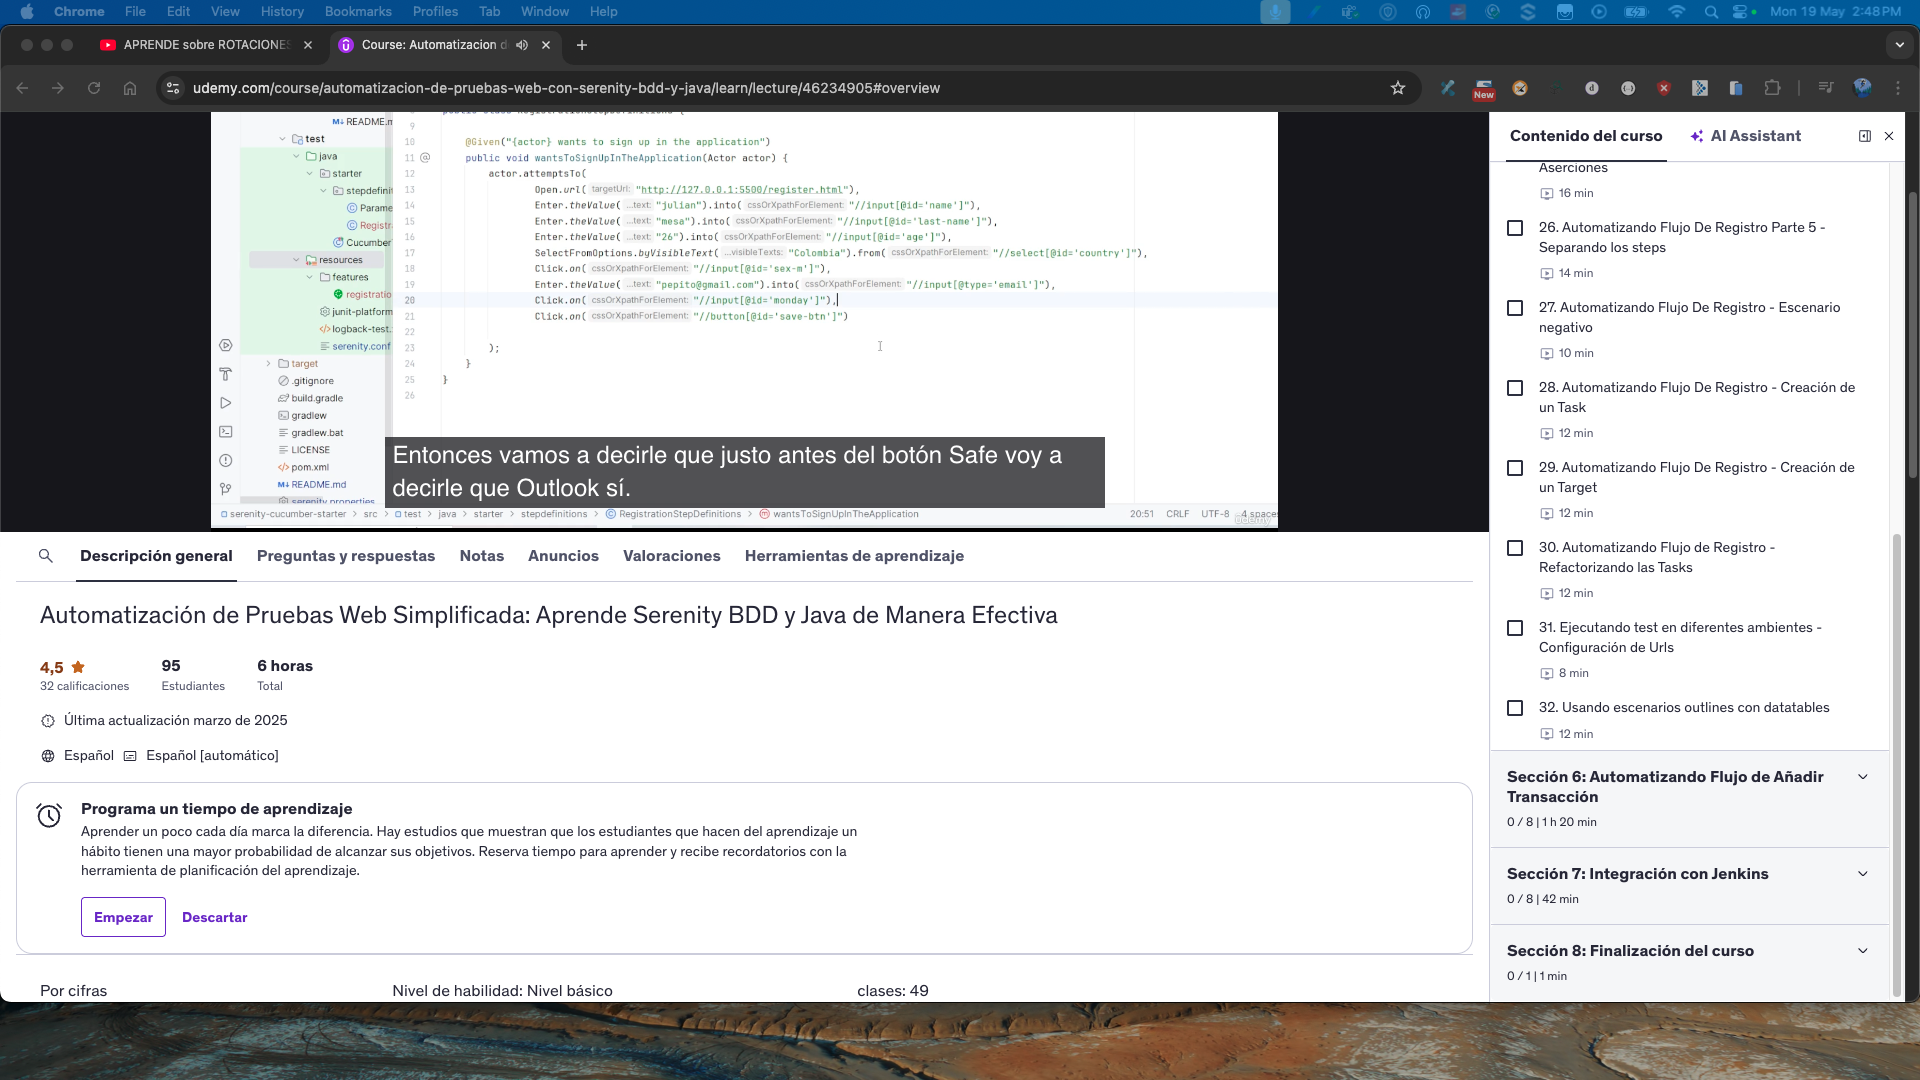 Chrome File Edit View History Bookmarks Profiles Tab Window Help
Mon 19 May 2:48 PM
APRENDE sobre ROTACIONES
Course: Automatizacion d
udemy.com/course/automatizacion-de-pruebas-web-con-serenity-bdd-y-java/learn/lecture/46234905#overview
New
README.m
test
java
starter
stepdefinit
Parame
Registr
Cucumber
resources
features
registratio
junit-platform
logback-test.
serenity.conf
target
.gitignore
build.gradle
gradlew
gradlew.bat
LICENSE
pom.xml
README.md
serenity.properties
9
10 @Given("{actor} wants to sign up in the application")
11 public void wantsToSignUpInTheApplication(Actor actor) {
12 actor.attemptsTo(
13 Open.url( targetUrl: "http://127.0.0.1:5500/register.html"),
14 Enter.theValue( ...text: "julian").into( cssOrXpathForElement: "//input[@id='name']"),
15 Enter.theValue( ...text: "mesa").into( cssOrXpathForElement: "//input[@id='last-name']"),
16 Enter.theValue( ...text: "26").into( cssOrXpathForElement: "//input[@id='age']"),
17 SelectFromOptions.byVisibleText( ...visibleTexts: "Colombia").from( cssOrXpathForElement: "//select[@id='country']"),
18 Click.on( cssOrXpathForElement: "//input[@id='sex-m']"),
19 Enter.theValue( ...text: "pepito@gmail.com").into( cssOrXpathForElement: "//input[@type='email']"),
20 Click.on( cssOrXpathForElement: "//input[@id='monday']"),
21 Click.on( cssOrXpathForElement: "//button[@id='save-btn']")
22
23 );
24 }
25 }
26
Entonces vamos a decirle que justo antes del botón Safe voy a
decirle que Outlook sí.
serenity-cucumber-starter > src > test > java > starter > stepdefinitions > RegistrationStepDefinitions > wantsToSignUpInTheApplication
20:51 CRLF UTF-8 4 spaces
udemy
Descripción general Preguntas y respuestas Notas Anuncios Valoraciones Herramientas de aprendizaje
Automatización de Pruebas Web Simplificada: Aprende Serenity BDD y Java de Manera Efectiva
4,5 95 6 horas
32 calificaciones Estudiantes Total
Última actualización marzo de 2025
Español Español [automático]
Programa un tiempo de aprendizaje
Aprender un poco cada día marca la diferencia. Hay estudios que muestran que los estudiantes que hacen del aprendizaje un
hábito tienen una mayor probabilidad de alcanzar sus objetivos. Reserva tiempo para aprender y recibe recordatorios con la
herramienta de planificación del aprendizaje.
Empezar Descartar
Por cifras Nivel de habilidad: Nivel básico clases: 49
Contenido del curso AI Assistant
Aserciones
16 min
26. Automatizando Flujo De Registro Parte 5 -
Separando los steps
14 min
27. Automatizando Flujo De Registro - Escenario
negativo
10 min
28. Automatizando Flujo De Registro - Creación de
un Task
12 min
29. Automatizando Flujo De Registro - Creación de
un Target
12 min
30. Automatizando Flujo de Registro -
Refactorizando las Tasks
12 min
31. Ejecutando test en diferentes ambientes -
Configuración de Urls
8 min
32. Usando escenarios outlines con datatables
12 min
Sección 6: Automatizando Flujo de Añadir
Transacción
0 / 8 | 1 h 20 min
Sección 7: Integración con Jenkins
0 / 8 | 42 min
Sección 8: Finalización del curso
0 / 1 | 1 min